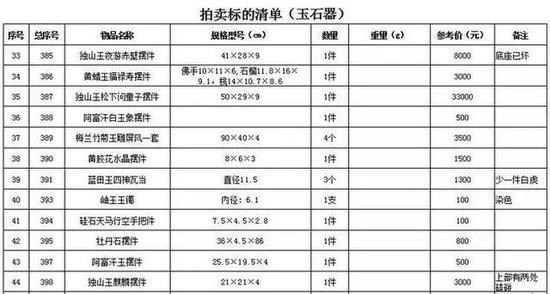 拍卖标的清单（玉石器）
序号 总序号 物品名称 规格型号（cm） 数量 重量（g） 参考价（元） 备注
33 385 独山玉夜游赤壁摆件 41×28×9 1件 8000 底座已坏
34 386 黄蜡玉福禄寿摆件 佛手10×11×6,石榴11.8×16×9.1，桃14×10.7×8.6 1件 3000
35 387 独山玉松下问童子摆件 50×29×9 1件 33000
36 388 阿富汗白玉象摆件 1件 500
37 389 梅兰竹菊玉雕屏风一套 90×40×4 4个 3500
38 390 黄胶花水晶摆件 8×6×3 1件 1500
39 391 蓝田玉四神瓦当 直径11.5 3个 1300 少一件白虎
40 393 岫玉玉镯 内径：6.1 1支 100 染色
41 394 硅石天马行空手把件 7.5×4.5×2.8 1件 100
42 395 牡丹石摆件 36×4.5×86 1件 800
43 397 阿富汗玉摆件 25.5×19.5×4 1件 500
44 398 独山玉麒麟摆件 21×21×4 1件 3000 上部有两处磕碰